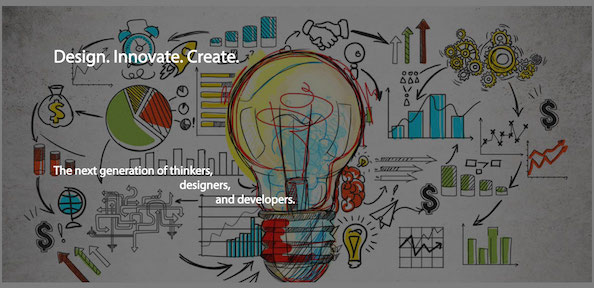 Design. Innovate. Create.
The next generation of thinkers,
designers,
and developers.